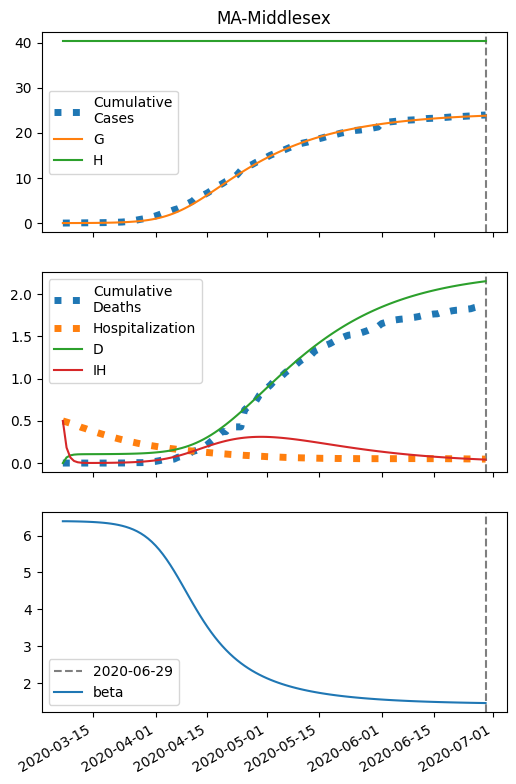 MA-Middlesex
40
30
20
10
0
Cumulative
Cases
G
H
2.0
1.5
1.0
0.5
0.0
Cumulative
Deaths
Hospitalization
D
IH
6
5
4
3
2
2020-06-29
beta
2020-03-15
2020-04-01
2020-04-15
2020-05-01
2020-05-15
2020-06-01
2020-06-15
2020-07-01